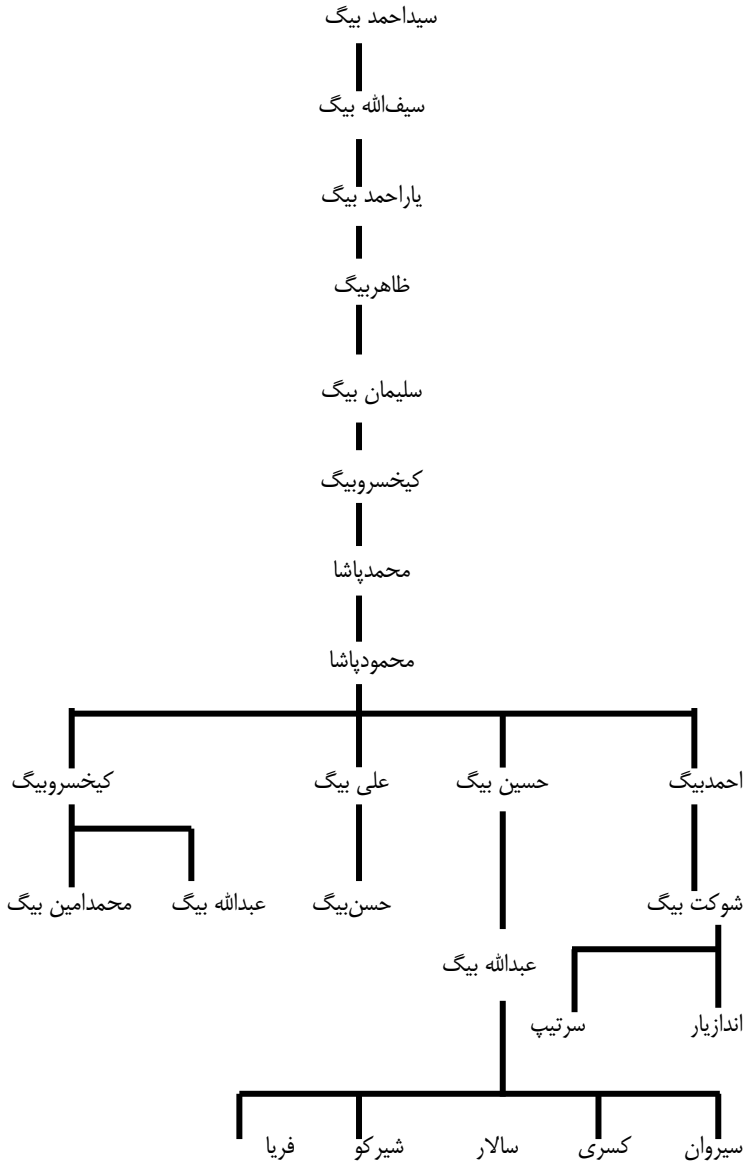 سیداحمد بیگ
سیف‌الله بیگ
یاراحمد بیگ
ظاهربیگ
سلیمان بیگ
کیخسروبیگ
محمدپاشا
محمودپاشا
احمدبیگ حسین بیگ علی بیگ کیخسروبیگ
شوکت بیگ حسن‌بیگ عبدالله بیگ محمدامین بیگ
عبدالله بیگ
اندازیار سرتیپ
سیروان کسری سالار شیرکو فریا